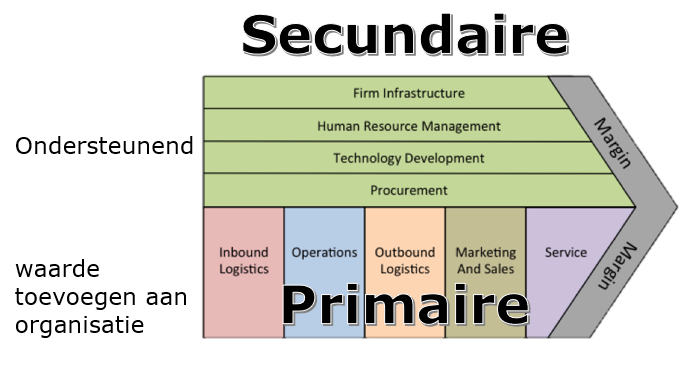 Secundaire
Firm Infrastructure
Human Resource Management
Technology Development
Procurement
Margin
Ondersteunend
Inbound
Logistics
Operations
Outbound
Logistics
Marketing
And Sales
Service
Margin
waarde
toevoegen aan
organisatie
Primaire